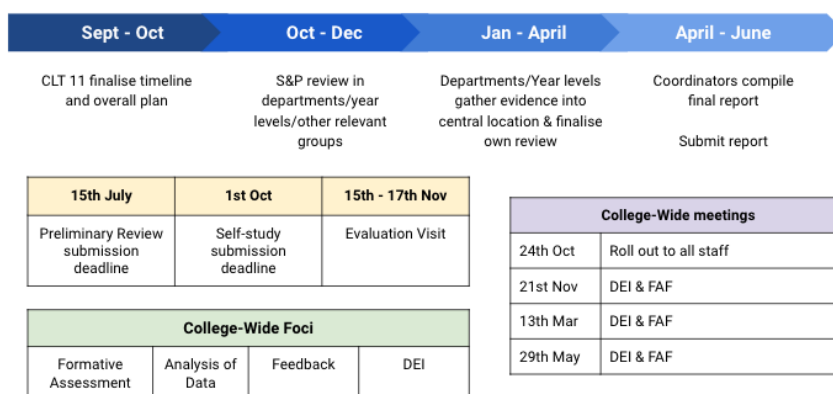 Sept - Oct
Oct - Dec
Jan - April
April - June
CLT 11 finalise timeline
and overall plan
S&P review in
departments/year
levels/other relevant
groups
Departments/Year levels
gather evidence into
central location & finalise
own review
Coordinators compile
final report
Submit report
15th July
1st Oct
15th - 17th Nov
Preliminary Review
submission
deadline
Self-study
submission
deadline
Evaluation Visit
College-Wide meetings
24th Oct
Roll out to all staff
21st Nov
DEI & FAF
13th Mar
DEI & FAF
29th May
DEI & FAF
College-Wide Foci
Formative
Assessment
Analysis of
Data
Feedback
DEI